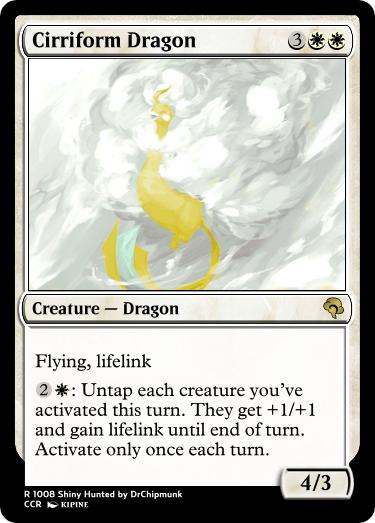 Cirriform Dragon 3
Creature — Dragon
Flying, lifelink
2 : Untap each creature you’ve
activated this turn. They get +1/+1
and gain lifelink until end of turn.
Activate only once each turn.
4/3
R 1008 Shiny Hunted by DrChipmunk
CCR KIPINE